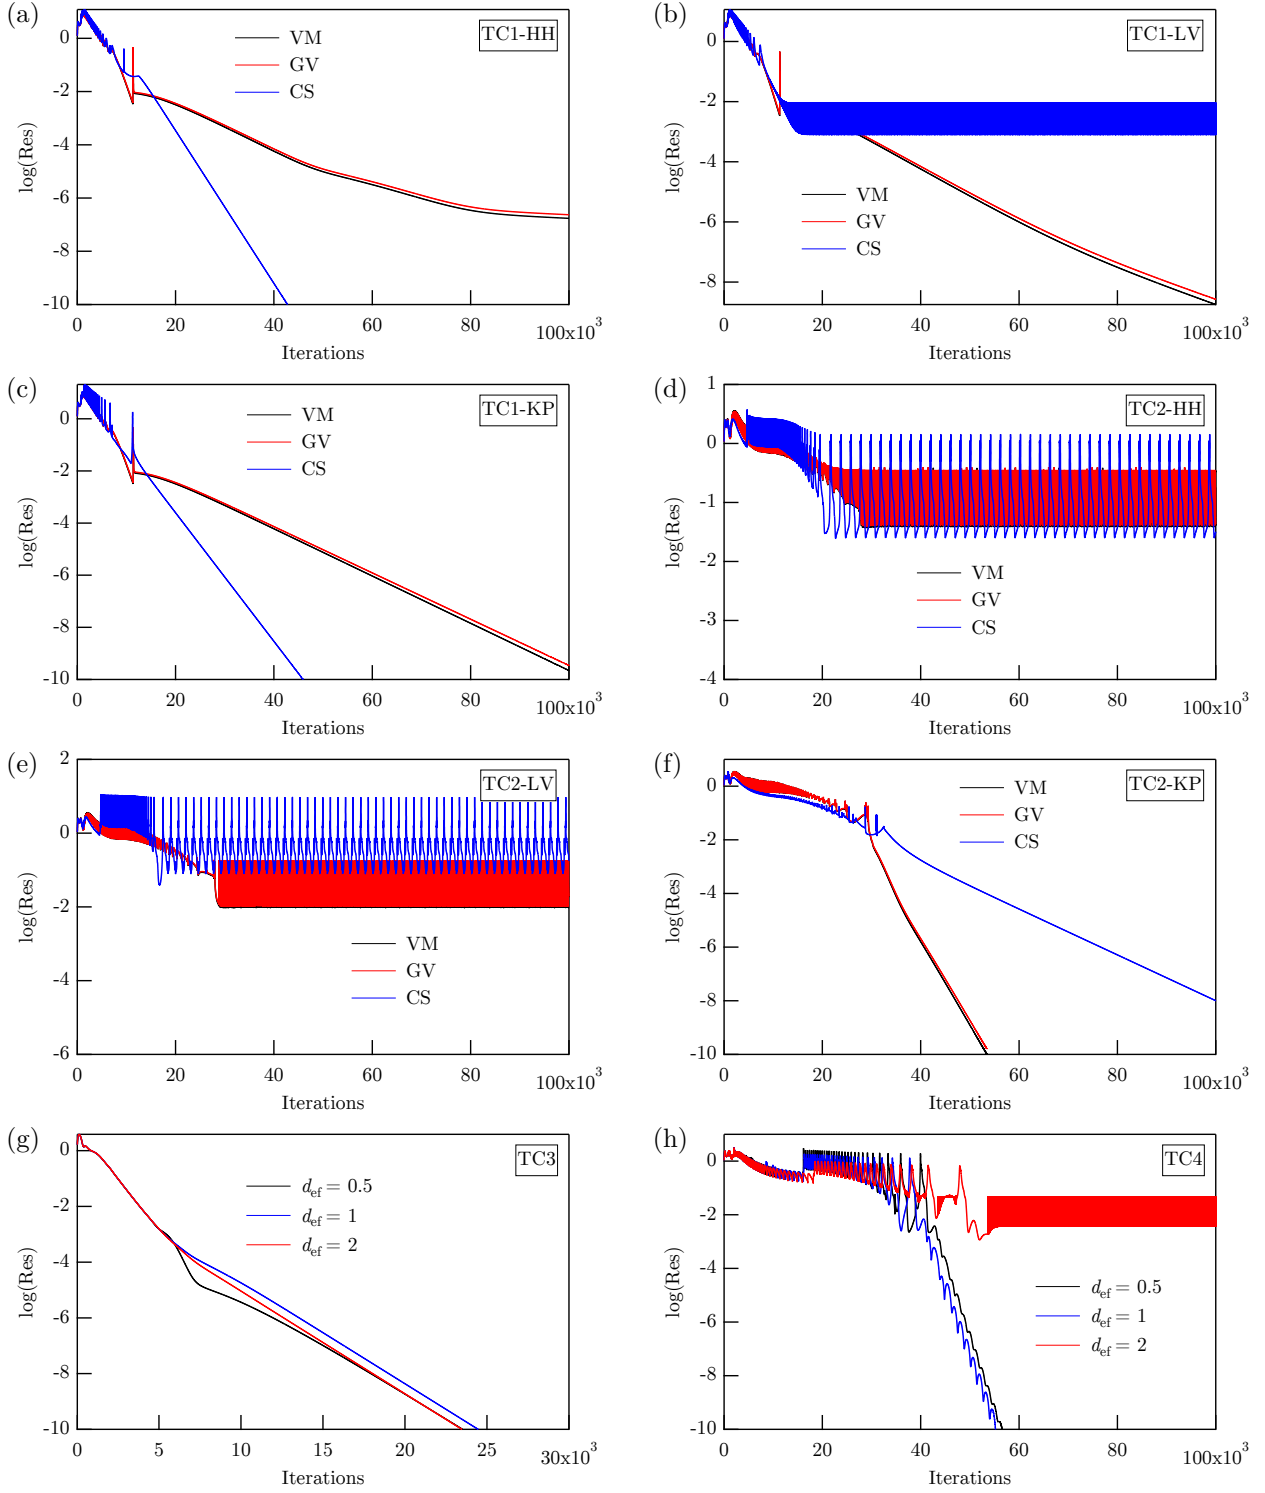 (a)
TC1-HH
VM
GV
CS
log(Res)
0
-2
-4
-6
-8
-10
0 20 40 60 80 100x10³
Iterations
(b)
TC1-LV
VM
GV
CS
log(Res)
0
-2
-4
-6
-8
0 20 40 60 80 100x10³
Iterations
(c)
TC1-KP
VM
GV
CS
log(Res)
0
-2
-4
-6
-8
-10
0 20 40 60 80 100x10³
Iterations
(d)
TC2-HH
VM
GV
CS
log(Res)
1
0
-1
-2
-3
-4
0 20 40 60 80 100x10³
Iterations
(e)
TC2-LV
VM
GV
CS
log(Res)
2
0
-2
-4
-6
0 20 40 60 80 100x10³
Iterations
(f)
TC2-KP
VM
GV
CS
log(Res)
0
-2
-4
-6
-8
-10
0 20 40 60 80 100x10³
Iterations
(g)
TC3
d_ef = 0.5
d_ef = 1
d_ef = 2
log(Res)
0
-2
-4
-6
-8
-10
0 5 10 15 20 25 30x10³
Iterations
(h)
TC4
d_ef = 0.5
d_ef = 1
d_ef = 2
log(Res)
0
-2
-4
-6
-8
-10
0 20 40 60 80 100x10³
Iterations